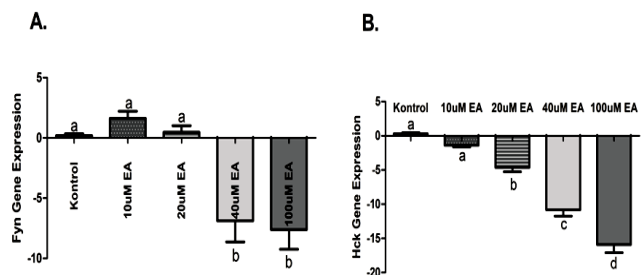 A.
Fyn Gene Expression
5
0
-5
-10
a
a
a
b
b
Kontrol
10uM EA
20uM EA
40uM EA
100uM EA
B.
Hck Gene Expression
5
0
-5
-10
-15
-20
Kontrol 10uM EA 20uM EA 40uM EA 100uM EA
a
a
b
c
d